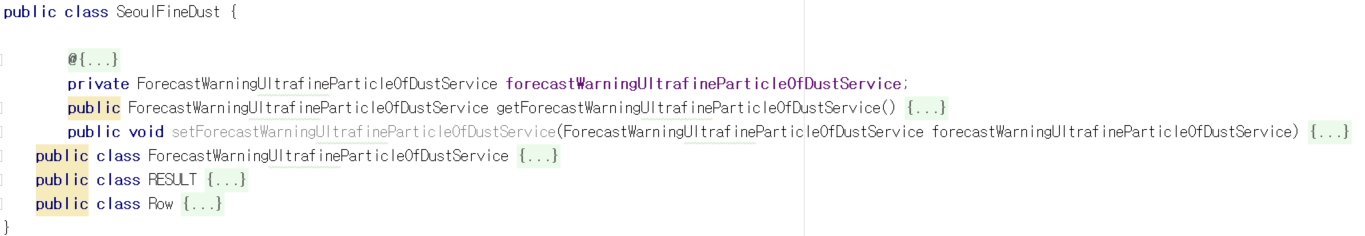 public class SeoulFineDust {
@{...}
private ForecastWarningUltrafineParticleOfDustService forecastWarningUltrafineParticleOfDustService;
public ForecastWarningUltrafineParticleOfDustService getForecastWarningUltrafineParticleOfDustService() {...}
public void setForecastWarningUltrafineParticleOfDustService(ForecastWarningUltrafineParticleOfDustService forecastWarningUltrafineParticleOfDustService) {...}
public class ForecastWarningUltrafineParticleOfDustService {...}
public class RESULT {...}
public class Row {...}
}